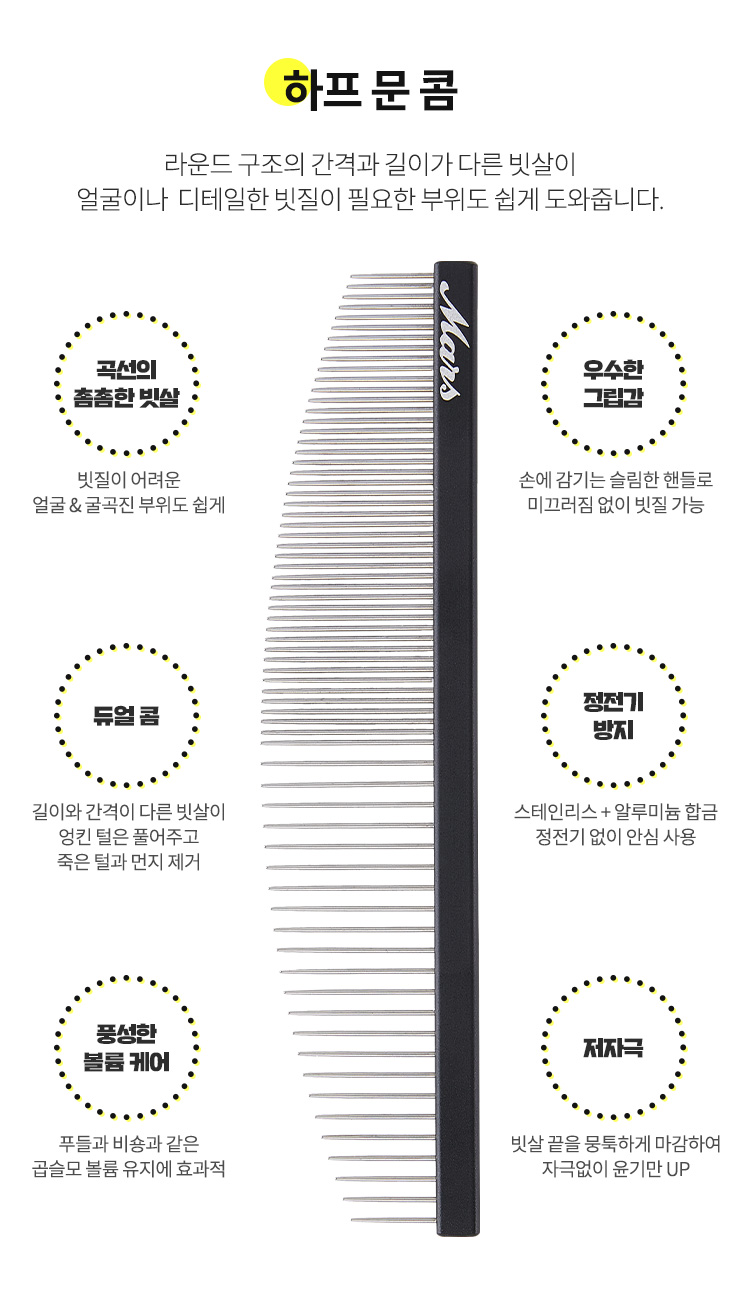 하프 문 콤
라운드 구조의 간격과 길이가 다른 빗살이
얼굴이나 디테일한 빗질이 필요한 부위도 쉽게 도와줍니다.
Mars
곡선의
촘촘한 빗살
빗질이 어려운
얼굴 & 굴곡진 부위도 쉽게
우수한
그립감
손에 감기는 슬림한 핸들로
미끄러짐 없이 빗질 가능
듀얼 콤
길이와 간격이 다른 빗살이
엉킨 털은 풀어주고
죽은 털과 먼지 제거
정전기
방지
스테인리스 + 알루미늄 합금
정전기 없이 안심 사용
풍성한
볼륨 케어
푸들과 비숑과 같은
곱슬모 볼륨 유지에 효과적
저자극
빗살 끝을 뭉툭하게 마감하여
자극없이 윤기만 UP